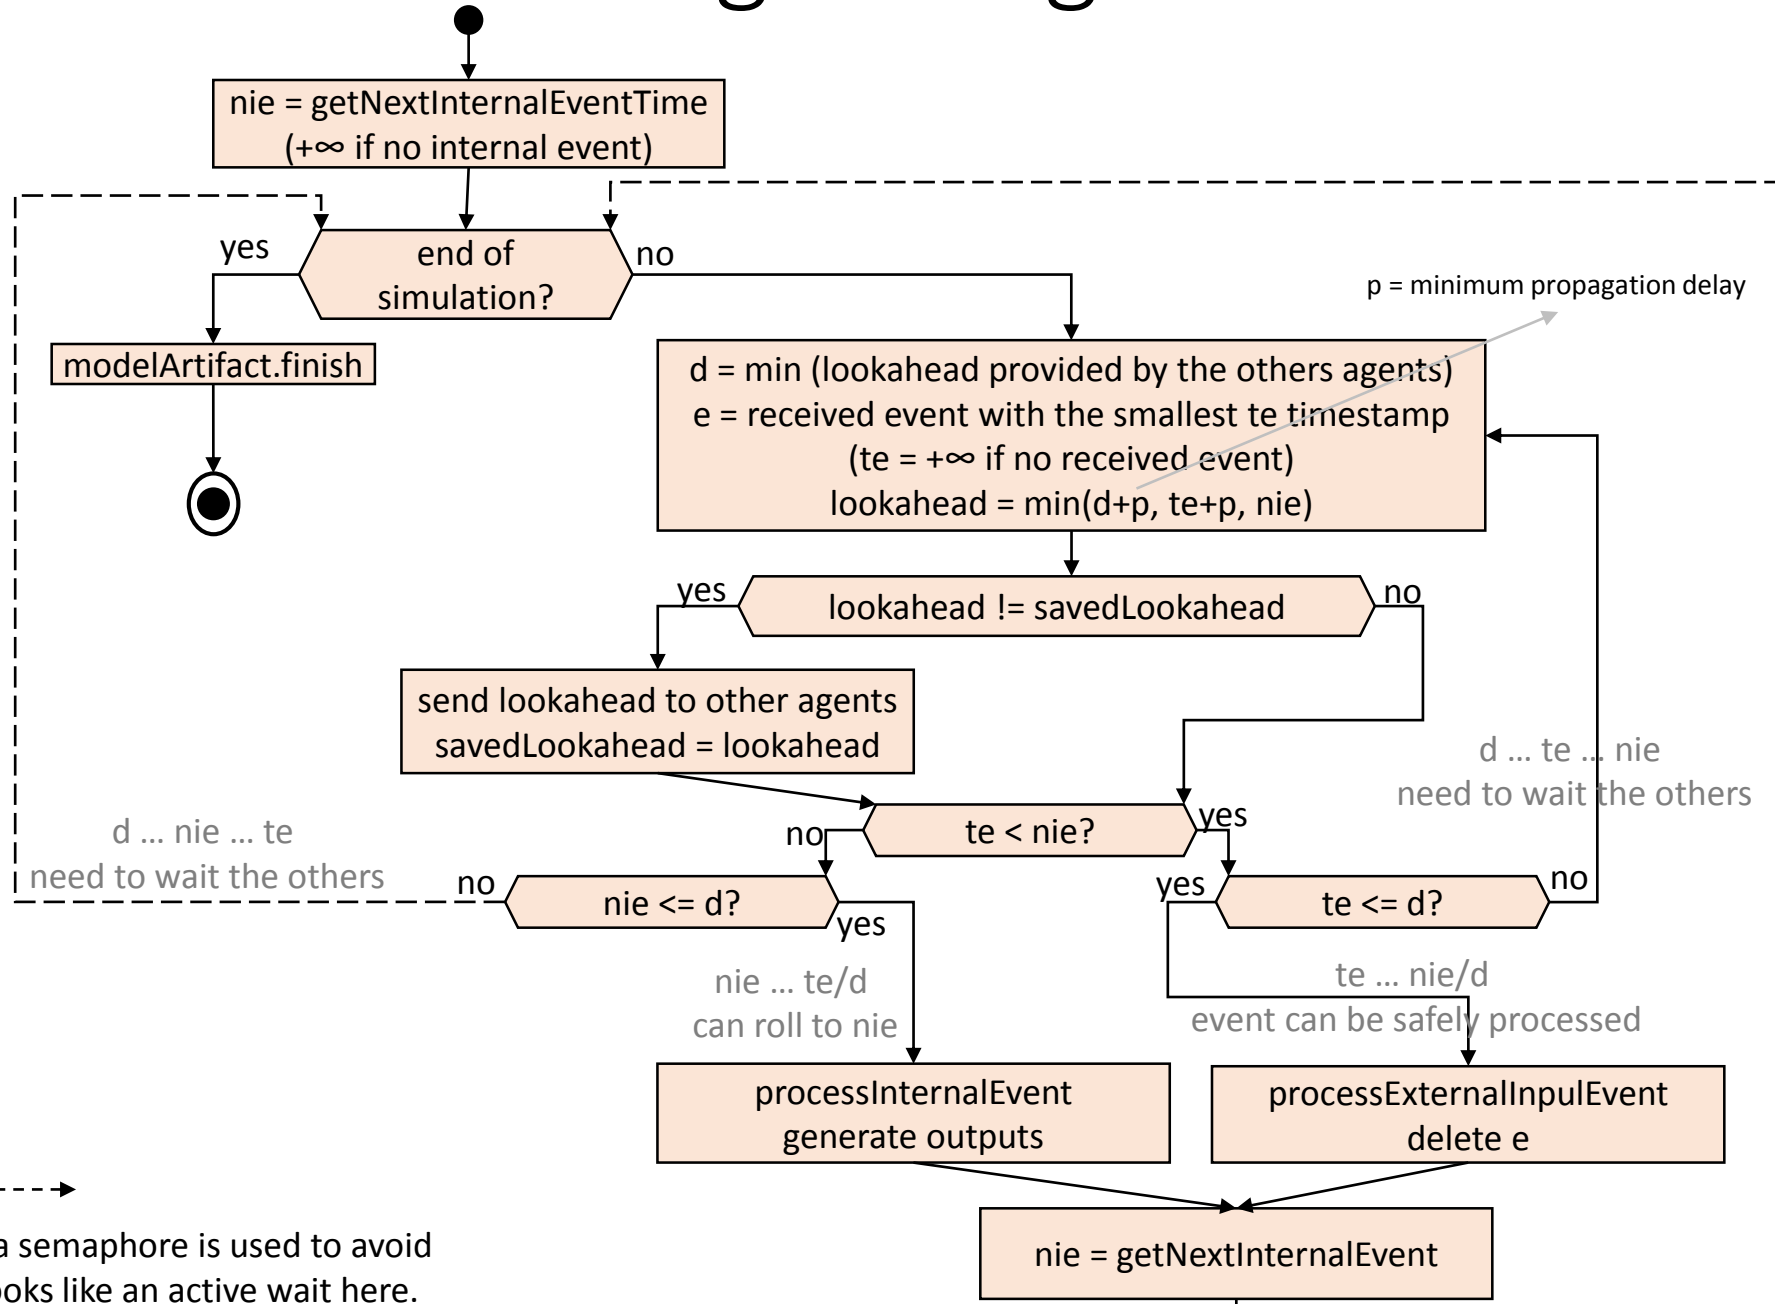 nie = getNextInternalEventTime
(+∞ if no internal event)
yes
end of
simulation?
no
p = minimum propagation delay
modelArtifact.finish
d = min (lookahead provided by the others agents)
e = received event with the smallest te timestamp
(te = +∞ if no received event)
lookahead = min(d+p, te+p, nie)
yes
lookahead != savedLookahead
no
send lookahead to other agents
savedLookahead = lookahead
d ... te ... nie
need to wait the others
no
te < nie?
yes
d ... nie ... te
need to wait the others
no
nie <= d?
yes
yes
te <= d?
no
nie ... te/d
can roll to nie
te ... nie/d
event can be safely processed
processInternalEvent
generate outputs
processExternalInpulEvent
delete e
nie = getNextInternalEvent
a semaphore is used to avoid
ooks like an active wait here.